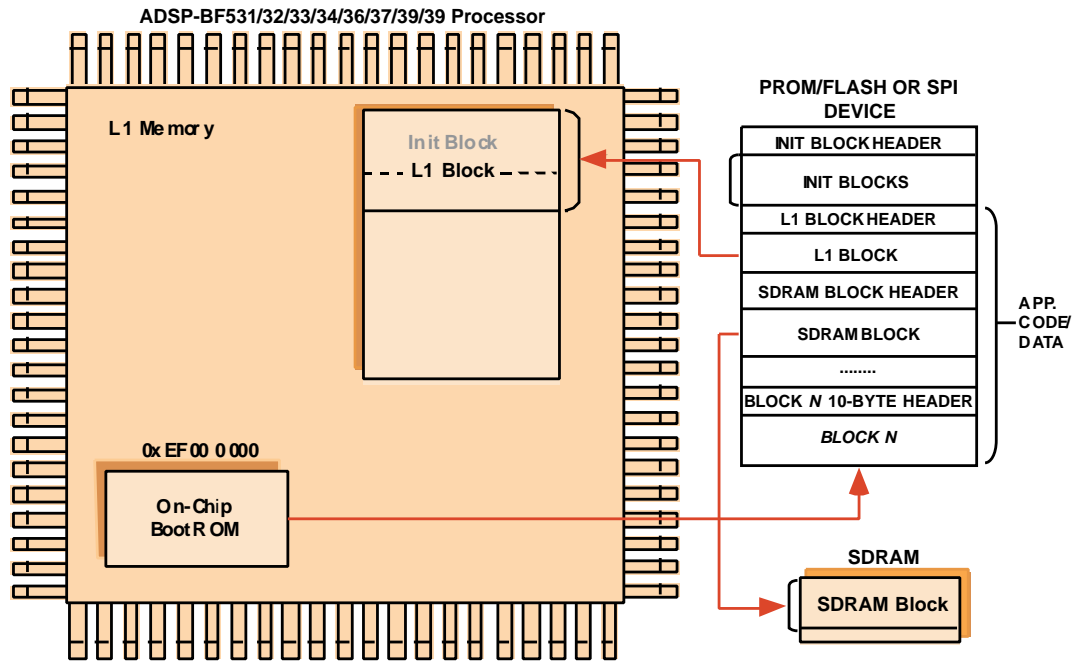 ADSP-BF531/32/33/34/36/37/39/39 Processor
L1 Memory
Init Block
L1 Block
0xEF00 0000
On-Chip
Boot ROM
PROM/FLASH OR SPI
DEVICE
INIT BLOCK HEADER
INIT BLOCKS
L1 BLOCK HEADER
L1 BLOCK
SDRAM BLOCK HEADER
SDRAM BLOCK
........
BLOCK N 10-BYTE HEADER
BLOCK N
APP.
CODE/
DATA
SDRAM
SDRAM Block